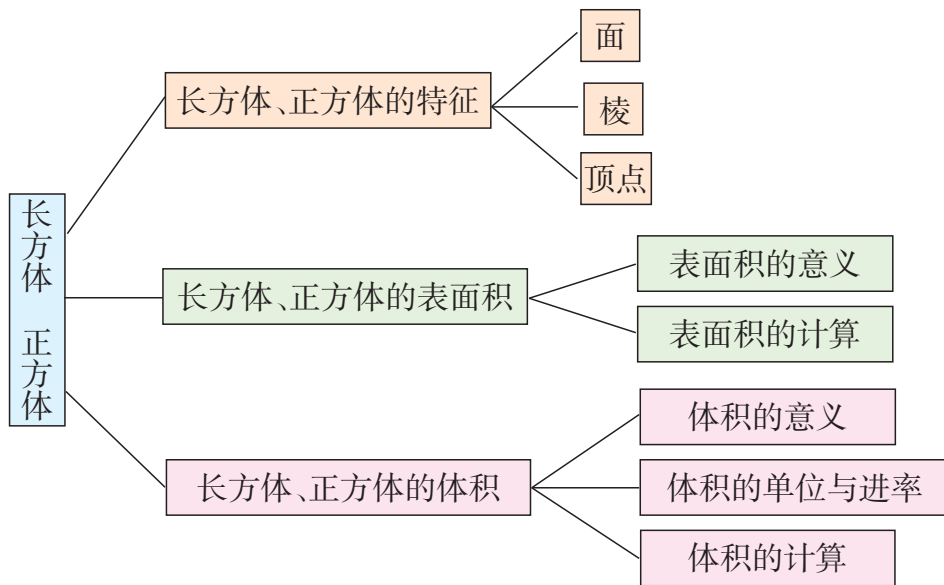 长方体 正方体
长方体、正方体的特征
面
棱
顶点
长方体、正方体的表面积
表面积的意义
表面积的计算
长方体、正方体的体积
体积的意义
体积的单位与进率
体积的计算